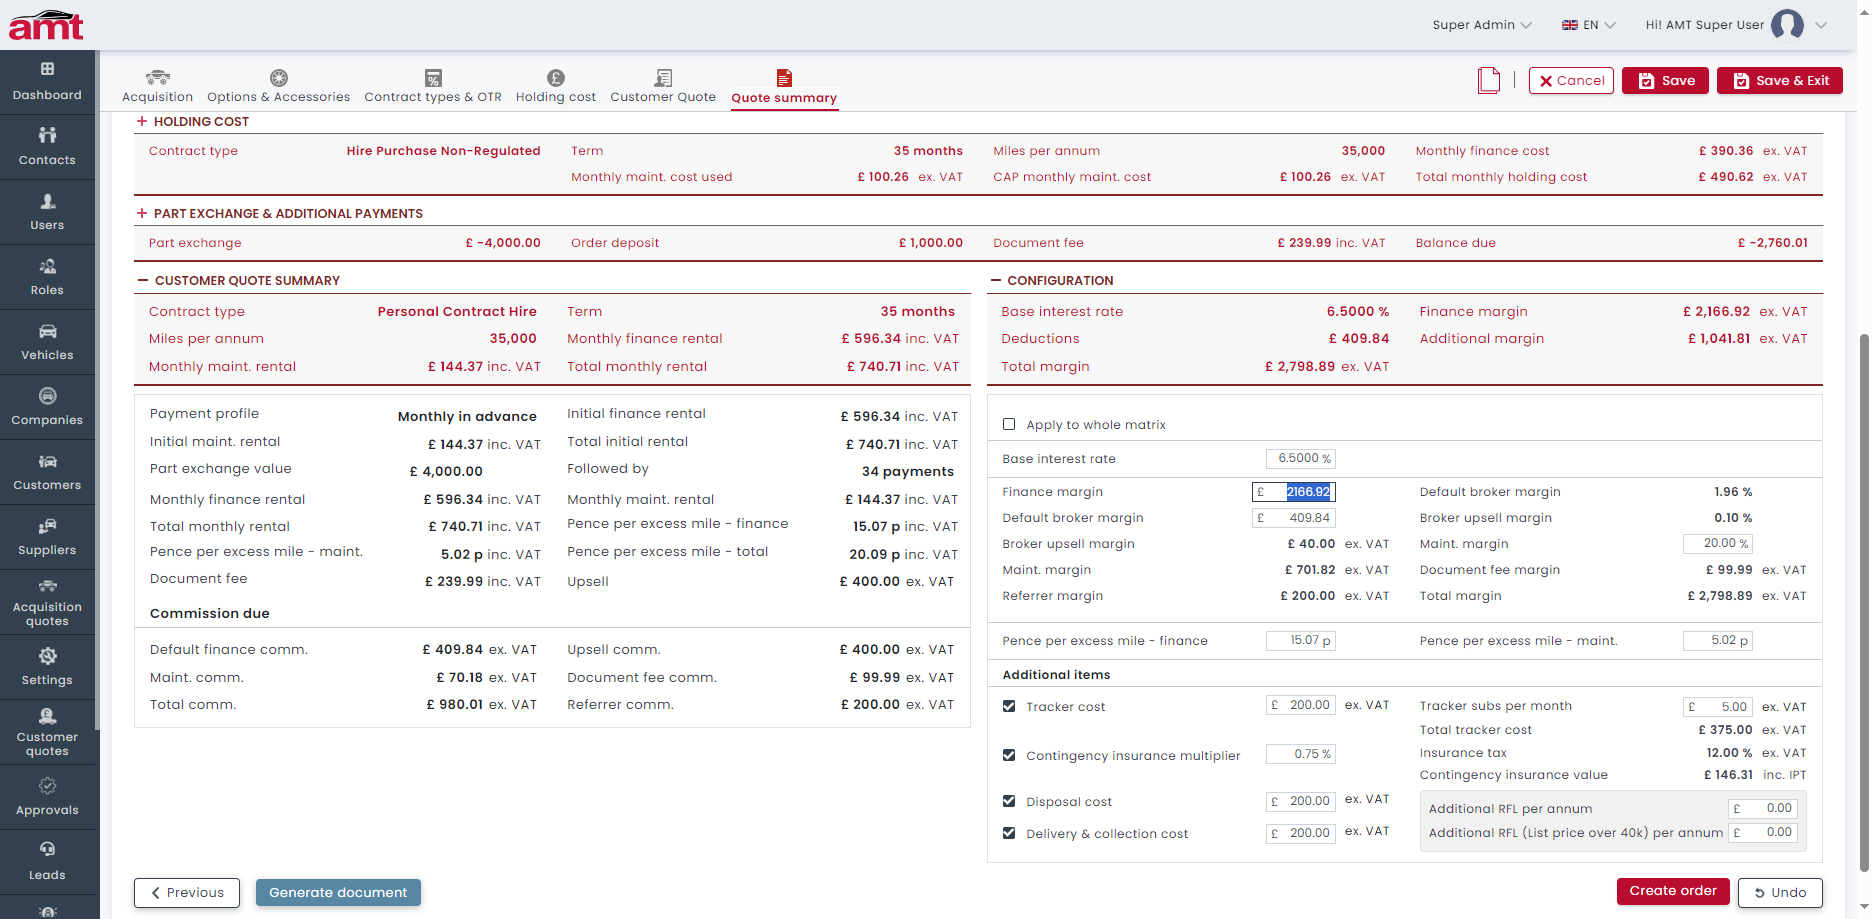 amt
Super Admin
EN
Hi! AMT Super User
Dashboard
Contacts
Users
Roles
Vehicles
Companies
Customers
Suppliers
Acquisition
quotes
Settings
Customer
quotes
Approvals
Leads
Acquisition
Options & Accessories
Contract types & OTR
Holding cost
Customer Quote
Quote summary
Cancel
Save
Save & Exit
+ HOLDING COST
Contract type Hire Purchase Non-Regulated Term 35 months Miles per annum 35,000 Monthly finance cost £ 390.36 ex. VAT
Monthly maint. cost used £ 100.26 ex. VAT CAP monthly maint. cost £ 100.26 ex. VAT Total monthly holding cost £ 490.62 ex. VAT
+ PART EXCHANGE & ADDITIONAL PAYMENTS
Part exchange £ -4,000.00 Order deposit £ 1,000.00 Document fee £ 239.99 inc. VAT Balance due £ -2,760.01
− CUSTOMER QUOTE SUMMARY
Contract type Personal Contract Hire Term 35 months
Miles per annum 35,000 Monthly finance rental £ 596.34 inc. VAT
Monthly maint. rental £ 144.37 inc. VAT Total monthly rental £ 740.71 inc. VAT
Payment profile Monthly in advance Initial finance rental £ 596.34 inc. VAT
Initial maint. rental £ 144.37 inc. VAT Total initial rental £ 740.71 inc. VAT
Part exchange value £ 4,000.00 Followed by 34 payments
Monthly finance rental £ 596.34 inc. VAT Monthly maint. rental £ 144.37 inc. VAT
Total monthly rental £ 740.71 inc. VAT Pence per excess mile - finance 15.07 p inc. VAT
Pence per excess mile - maint. 5.02 p inc. VAT Pence per excess mile - total 20.09 p inc. VAT
Document fee £ 239.99 inc. VAT Upsell £ 400.00 ex. VAT
Commission due
Default finance comm. £ 409.84 ex. VAT Upsell comm. £ 400.00 ex. VAT
Maint. comm. £ 70.18 ex. VAT Document fee comm. £ 99.99 ex. VAT
Total comm. £ 980.01 ex. VAT Referrer comm. £ 200.00 ex. VAT
− CONFIGURATION
Base interest rate 6.5000 % Finance margin £ 2,166.92 ex. VAT
Deductions £ 409.84 Additional margin £ 1,041.81 ex. VAT
Total margin £ 2,798.89 ex. VAT
Apply to whole matrix
Base interest rate 6.5000 %
Finance margin £ 2166.92 Default broker margin 1.96 %
Default broker margin £ 409.84 Broker upsell margin 0.10 %
Broker upsell margin £ 40.00 ex. VAT Maint. margin 20.00 %
Maint. margin £ 701.82 ex. VAT Document fee margin £ 99.99 ex. VAT
Referrer margin £ 200.00 ex. VAT Total margin £ 2,798.89 ex. VAT
Pence per excess mile - finance 15.07 p Pence per excess mile - maint. 5.02 p
Additional items
Tracker cost £ 200.00 ex. VAT Tracker subs per month £ 5.00 ex. VAT
Total tracker cost £ 375.00 ex. VAT
Contingency insurance multiplier 0.75 % Insurance tax 12.00 % ex. VAT
Contingency insurance value £ 146.31 inc. IPT
Disposal cost £ 200.00 ex. VAT Additional RFL per annum £ 0.00
Delivery & collection cost £ 200.00 ex. VAT Additional RFL (List price over 40k) per annum £ 0.00
Previous
Generate document
Create order
Undo